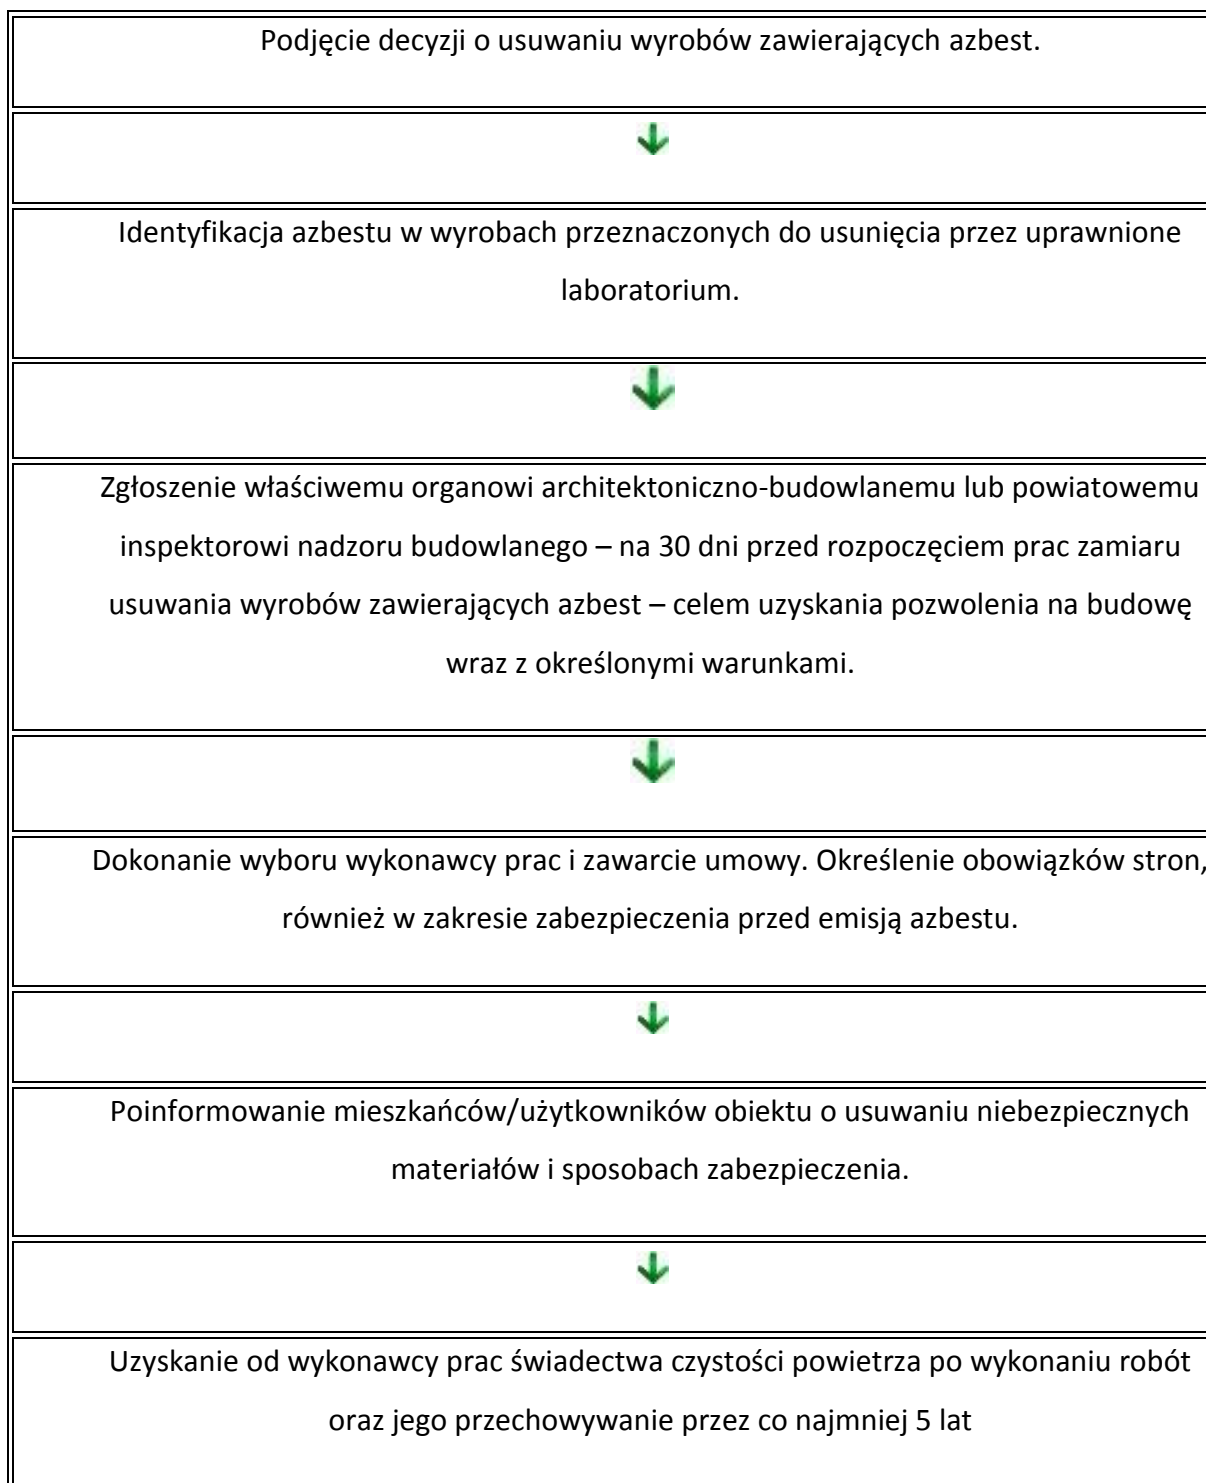 Podjęcie decyzji o usuwaniu wyrobów zawierających azbest.
Identyfikacja azbestu w wyrobach przeznaczonych do usunięcia przez uprawnione
laboratorium.
Zgłoszenie właściwemu organowi architektoniczno-budowlanemu lub powiatowemu
inspektorowi nadzoru budowlanego – na 30 dni przed rozpoczęciem prac zamiaru
usuwania wyrobów zawierających azbest – celem uzyskania pozwolenia na budowę
wraz z określonymi warunkami.
Dokonanie wyboru wykonawcy prac i zawarcie umowy. Określenie obowiązków stron,
również w zakresie zabezpieczenia przed emisją azbestu.
Poinformowanie mieszkańców/użytkowników obiektu o usuwaniu niebezpiecznych
materiałów i sposobach zabezpieczenia.
Uzyskanie od wykonawcy prac świadectwa czystości powietrza po wykonaniu robót
oraz jego przechowywanie przez co najmniej 5 lat